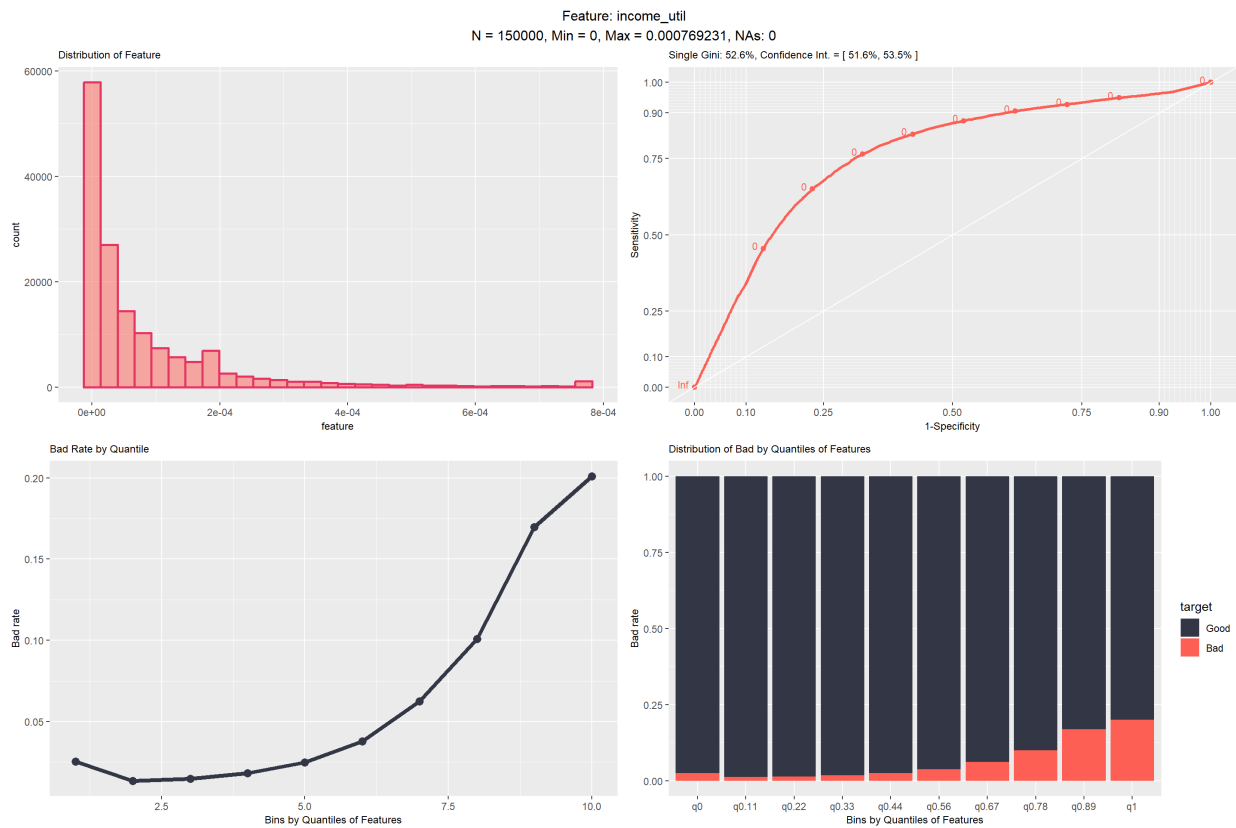 Feature: income_util
N = 150000, Min = 0, Max = 0.000769231, NAs: 0
Distribution of Feature
60000
40000
20000
0
count
0e+00 2e-04 4e-04 6e-04 8e-04
feature
Single Gini: 52.6%, Confidence Int. = [ 51.6%, 53.5% ]
1.00
0.90
0.75
0.50
0.25
0.10
0.00
Sensitivity
0
0
0
0
0
0
0
0
0
Inf
0.00 0.10 0.25 0.50 0.75 0.90 1.00
1-Specificity
Bad Rate by Quantile
0.20
0.15
0.10
0.05
Bad rate
2.5 5.0 7.5 10.0
Bins by Quantiles of Features
Distribution of Bad by Quantiles of Features
1.00
0.75
0.50
0.25
0.00
Bad rate
q0 q0.11 q0.22 q0.33 q0.44 q0.56 q0.67 q0.78 q0.89 q1
Bins by Quantiles of Features
target
Good
Bad